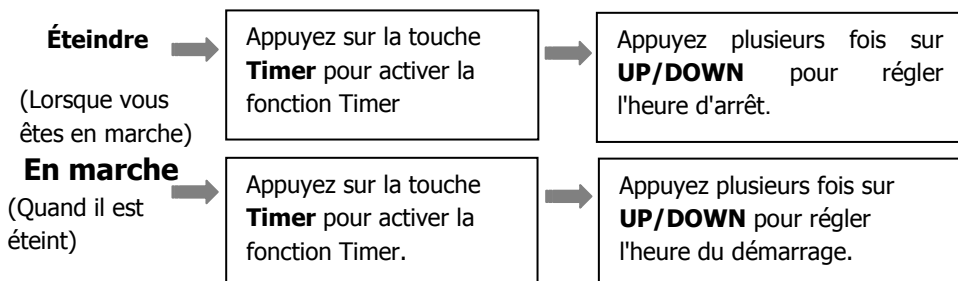 Éteindre
(Lorsque vous
êtes en marche)
Appuyez sur la touche
Timer pour activer la
fonction Timer
Appuyez plusieurs fois sur
UP/DOWN pour régler
l'heure d'arrêt.
En marche
(Quand il est
éteint)
Appuyez sur la touche
Timer pour activer la
fonction Timer.
Appuyez plusieurs fois sur
UP/DOWN pour régler
l'heure du démarrage.